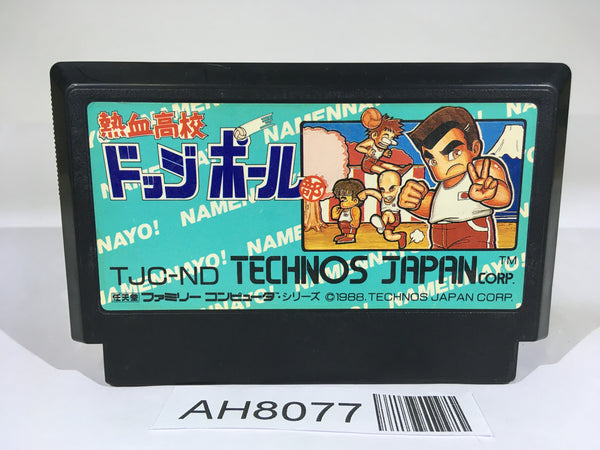 熱血高校
ドッジボール部
NAMENNAYO!
NAMENNAYO!
NAMENNAYO!
NAMENNAYO!
NAMENNA
TJC-ND TECHNOS JAPAN CORP. ™
任天堂 ファミリー コンピュータ・シリーズ ©1988. TECHNOS JAPAN CORP.
AH8077